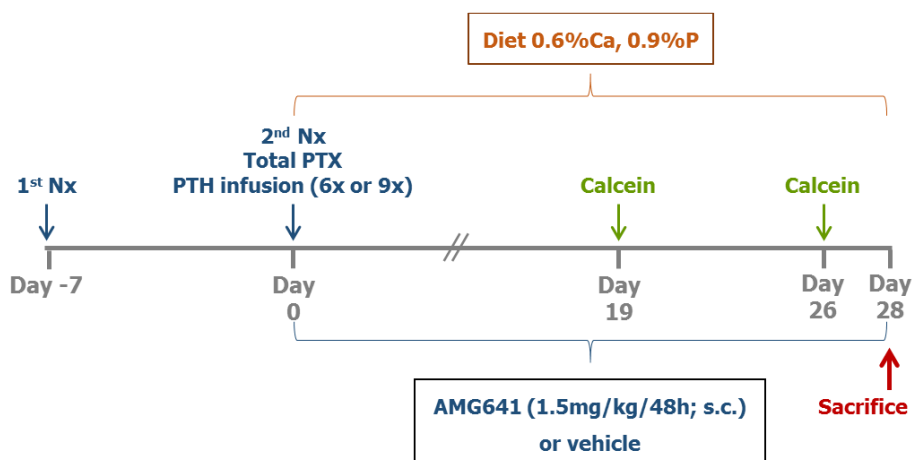 Diet 0.6%Ca, 0.9%P
2nd Nx
Total PTX
1st Nx
PTH infusion (6x or 9x)
Calcein
Calcein
Day -7
Day
0
Day
19
Day
26
Day
28
AMG641 (1.5mg/kg/48h; s.c.)
or vehicle
Sacrifice